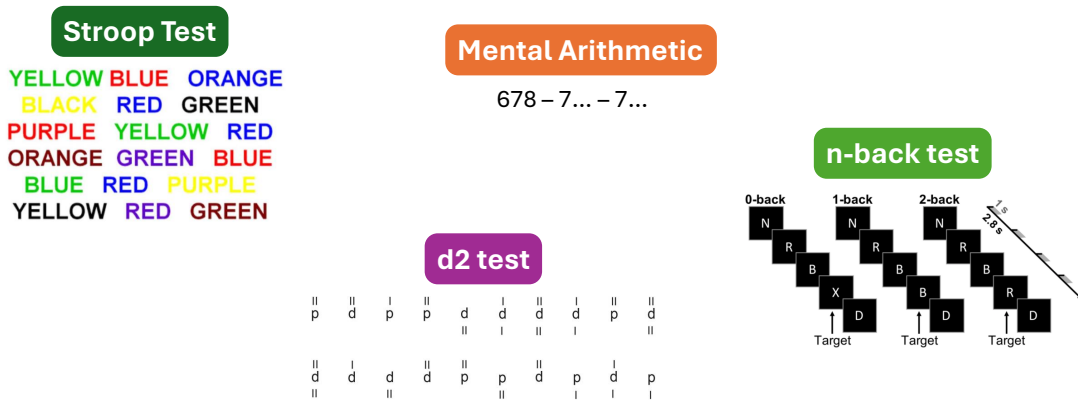 Stroop Test
YELLOW BLUE ORANGE
BLACK RED GREEN
PURPLE YELLOW RED
ORANGE GREEN BLUE
BLUE RED PURPLE
YELLOW RED GREEN
Mental Arithmetic
678 – 7... – 7...
n-back test
0-back 1-back 2-back
1 s
2.8 s
N N N
R R R
B B B
X B R
D D D
Target Target Target
d2 test
p d p p d d d d p d
d d d d p p d p d p